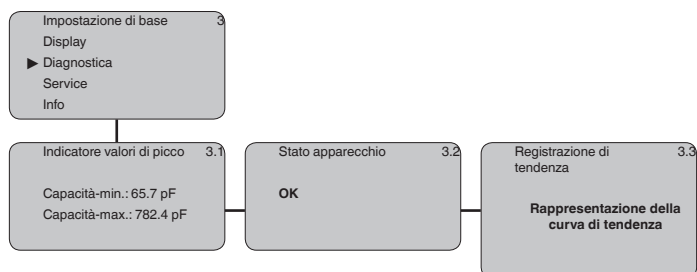 Impostazione di base 3
Display
▶ Diagnostica
Service
Info
Indicatore valori di picco 3.1
Capacità-min.: 65.7 pF
Capacità-max.: 782.4 pF
Stato apparecchio 3.2
OK
Registrazione di 3.3
tendenza
Rappresentazione della
curva di tendenza